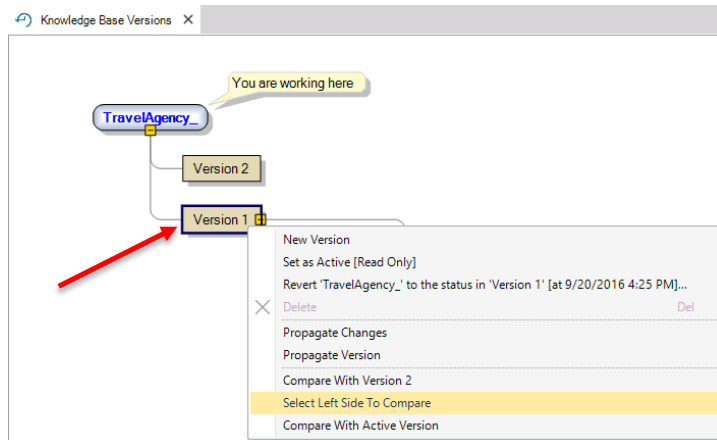 Knowledge Base Versions
You are working here
TravelAgency_
Version 2
Version 1
New Version
Set as Active [Read Only]
Revert 'TravelAgency_' to the status in 'Version 1' [at 9/20/2016 4:25 PM]...
Delete Del
Propagate Changes
Propagate Version
Compare With Version 2
Select Left Side To Compare
Compare With Active Version